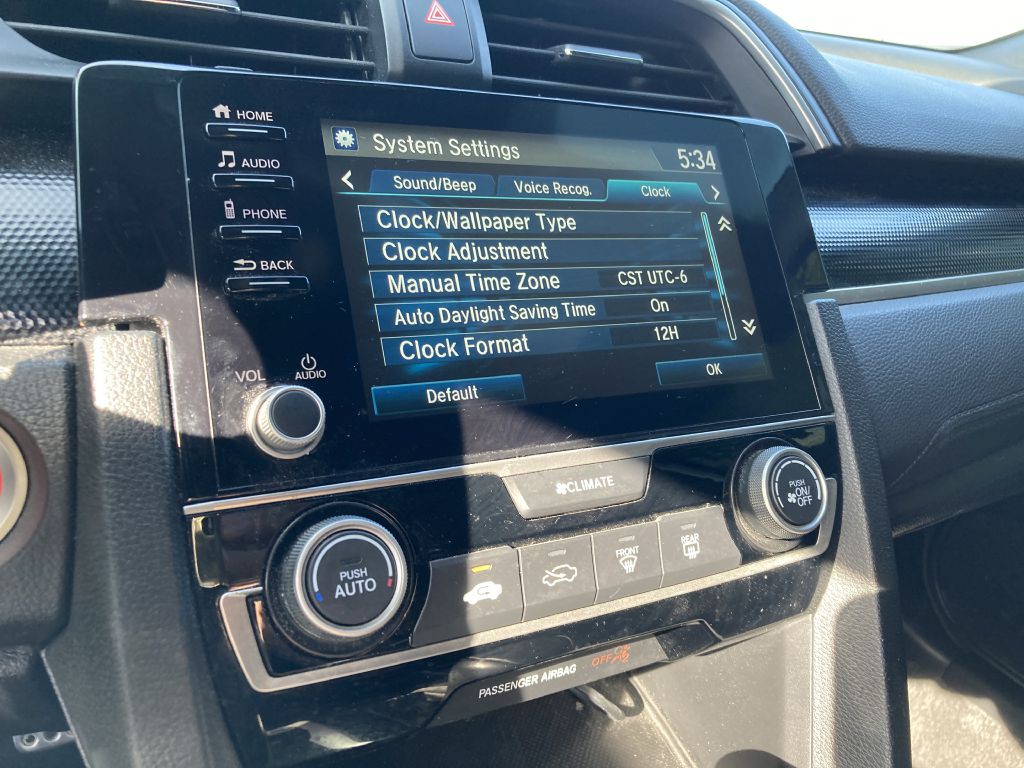 HOME
AUDIO
PHONE
BACK
VOL
AUDIO
System Settings
5:34
Sound/Beep
Voice Recog.
Clock
Clock/Wallpaper Type
Clock Adjustment
Manual Time Zone CST UTC-6
Auto Daylight Saving Time On
Clock Format 12H
Default
OK
CLIMATE
PUSH
AUTO
FRONT
REAR
PUSH
ON/
OFF
PASSENGER AIRBAG OFF